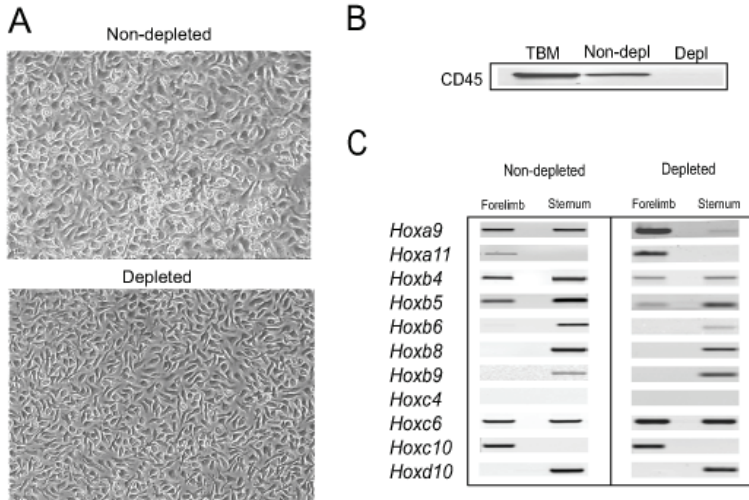 A
Non-depleted
Depleted
B
TBM Non-depl Depl
CD45
C
Non-depleted Depleted
Forelimb Sternum Forelimb Sternum
Hoxa9
Hoxa11
Hoxb4
Hoxb5
Hoxb6
Hoxb8
Hoxb9
Hoxc4
Hoxc6
Hoxc10
Hoxd10